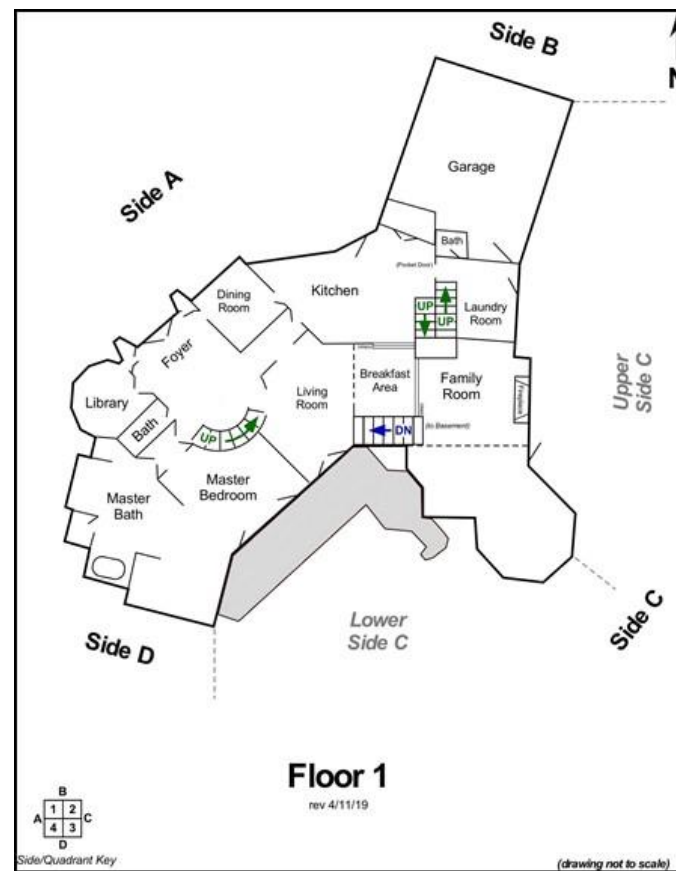 Side B
N
Side A
Garage
Bath
(Pocket Door)
Dining
Room
Kitchen
UP
UP
Laundry
Room
Foyer
Breakfast
Area
Family
Room
Fireplace
Upper
Side C
Library
Living
Room
Bath
UP
DN
(to Basement)
Master
Bedroom
Master
Bath
Lower
Side C
Side C
Side D
Floor 1
rev 4/11/19
B
1 2
A C
4 3
D
Side/Quadrant Key
(drawing not to scale)